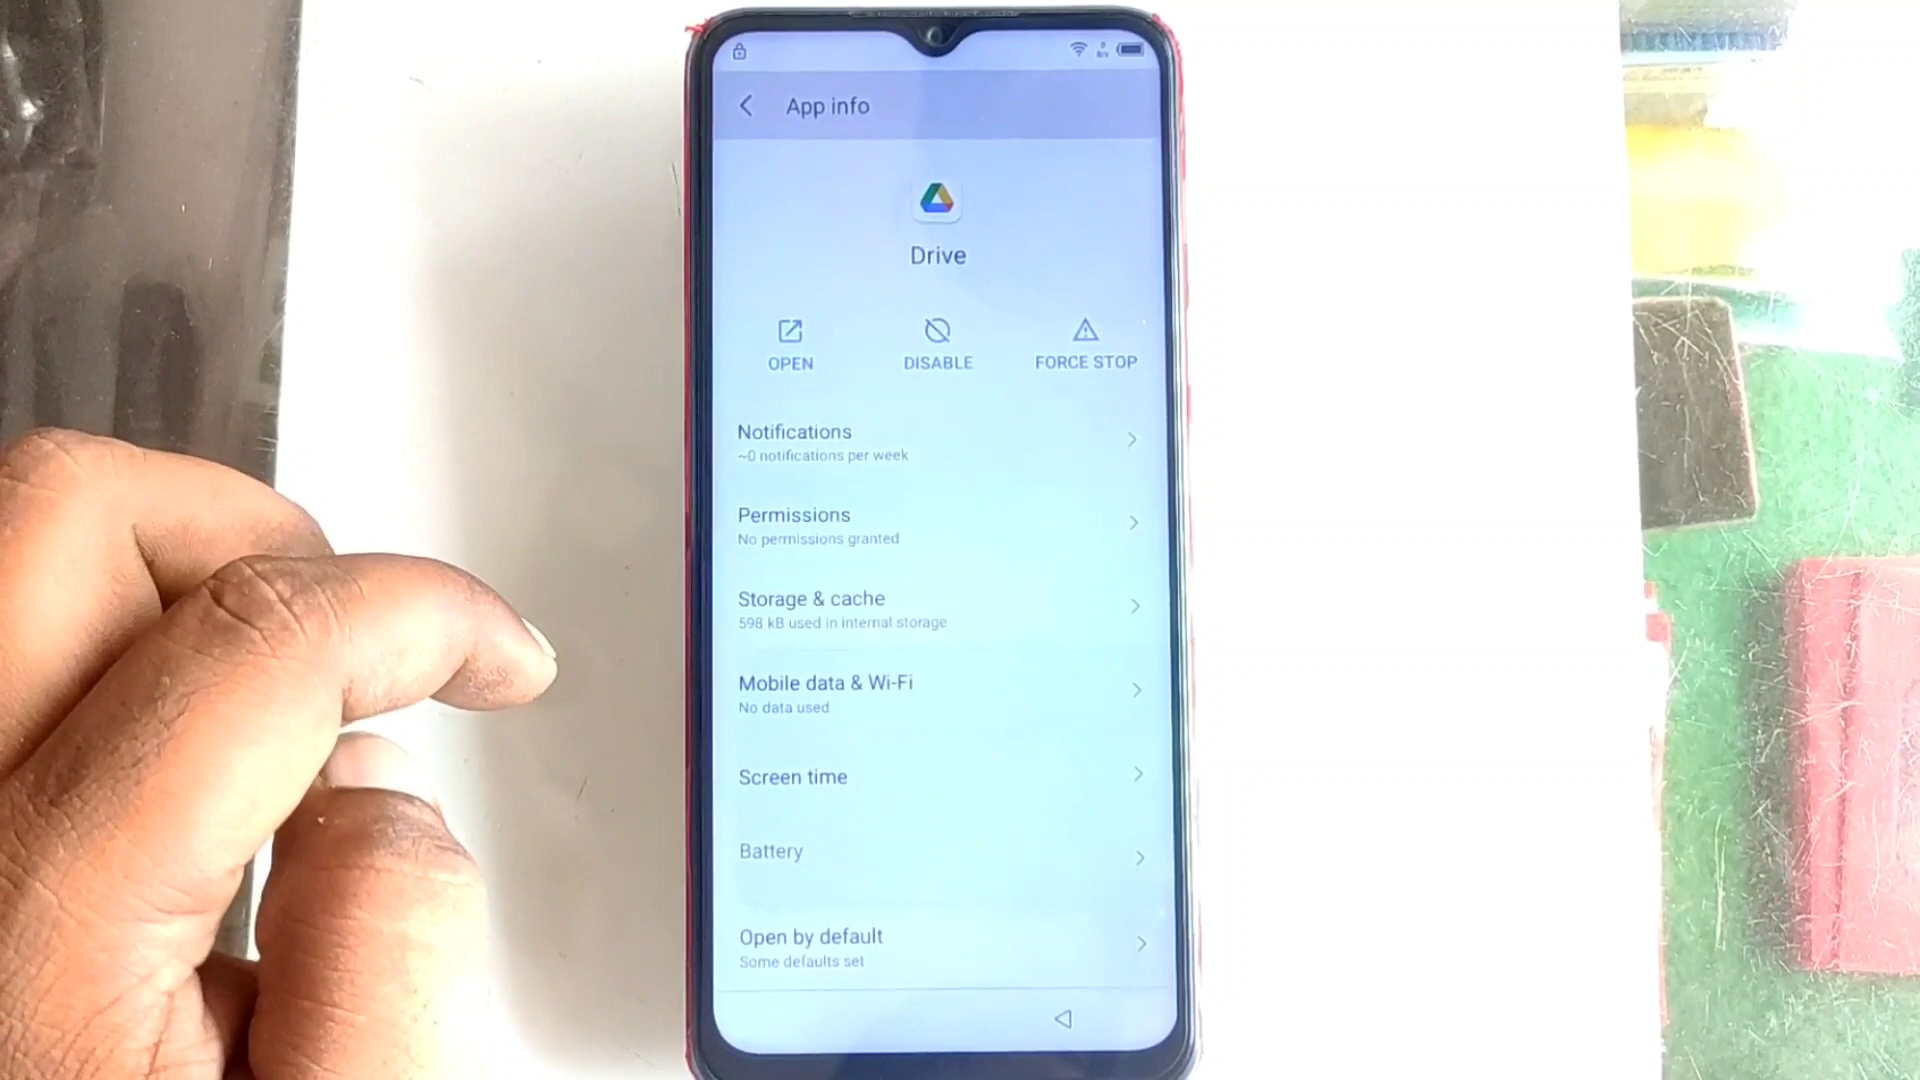 App info
Drive
OPEN
DISABLE
FORCE STOP
Notifications
~0 notifications per week
Permissions
No permissions granted
Storage & cache
598 kB used in internal storage
Mobile data & Wi-Fi
No data used
Screen time
Battery
Open by default
Some defaults set